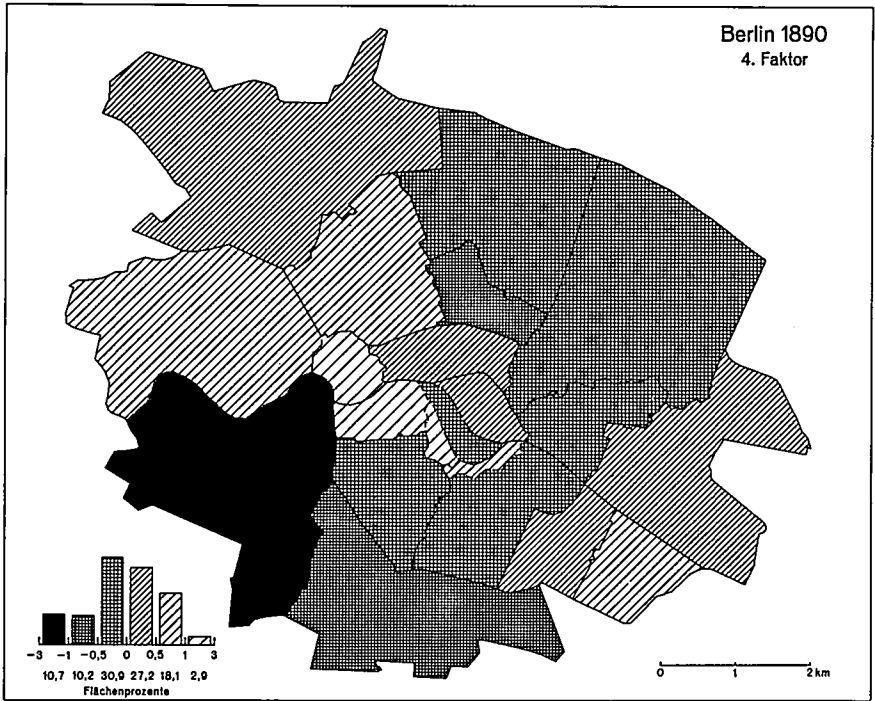 Berlin 1890
4. Faktor
-3 -1 -0,5 0 0,5 1 3
10,7 10,2 30,9 27,2 18,1 2,9
Flächenprozente
0 1 2 km